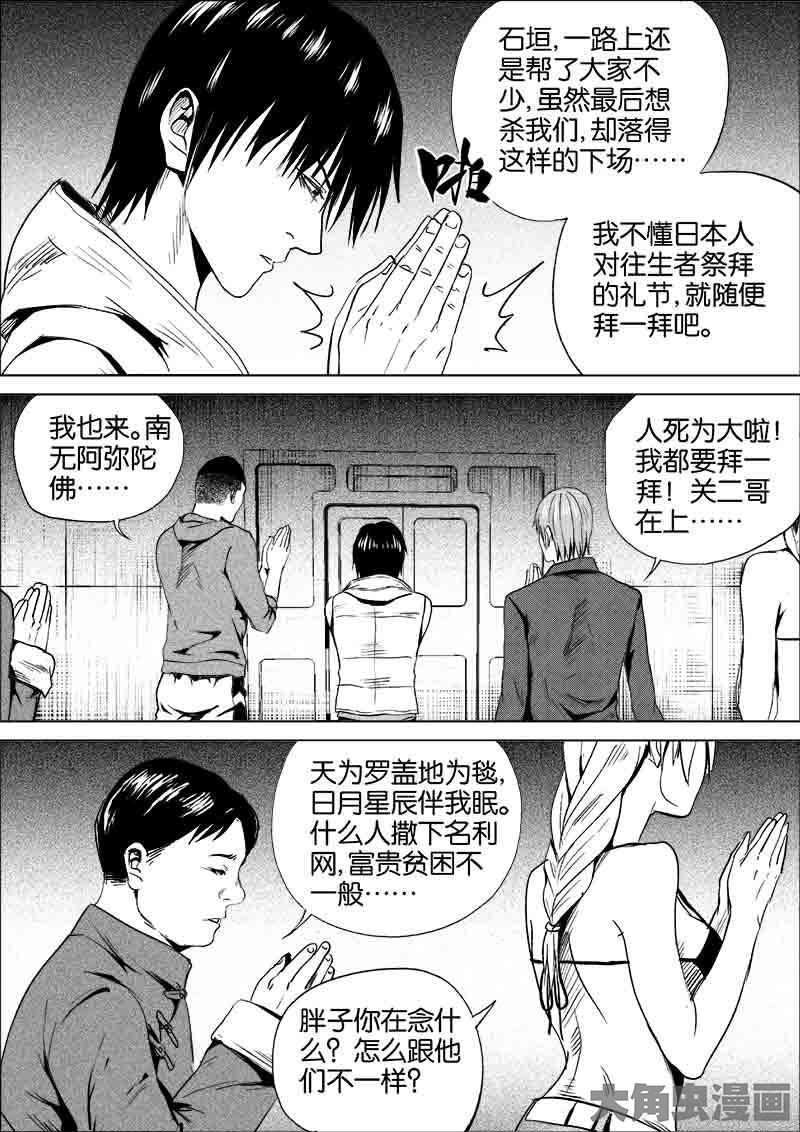 石垣,一路上还
是帮了大家不
少,虽然最后想
杀我们,却落得
这样的下场……
啪
我不懂日本人
对往生者祭拜
的礼节,就随便
拜一拜吧。
我也来。南
无阿弥陀
佛……
人死为大啦!
我都要拜一
拜!关二哥
在上……
天为罗盖地为毯,
日月星辰伴我眠。
什么人撒下名利
网,富贵贫困不
一般……
胖子你在念什
么?怎么跟他
们不一样?
大角虫漫画